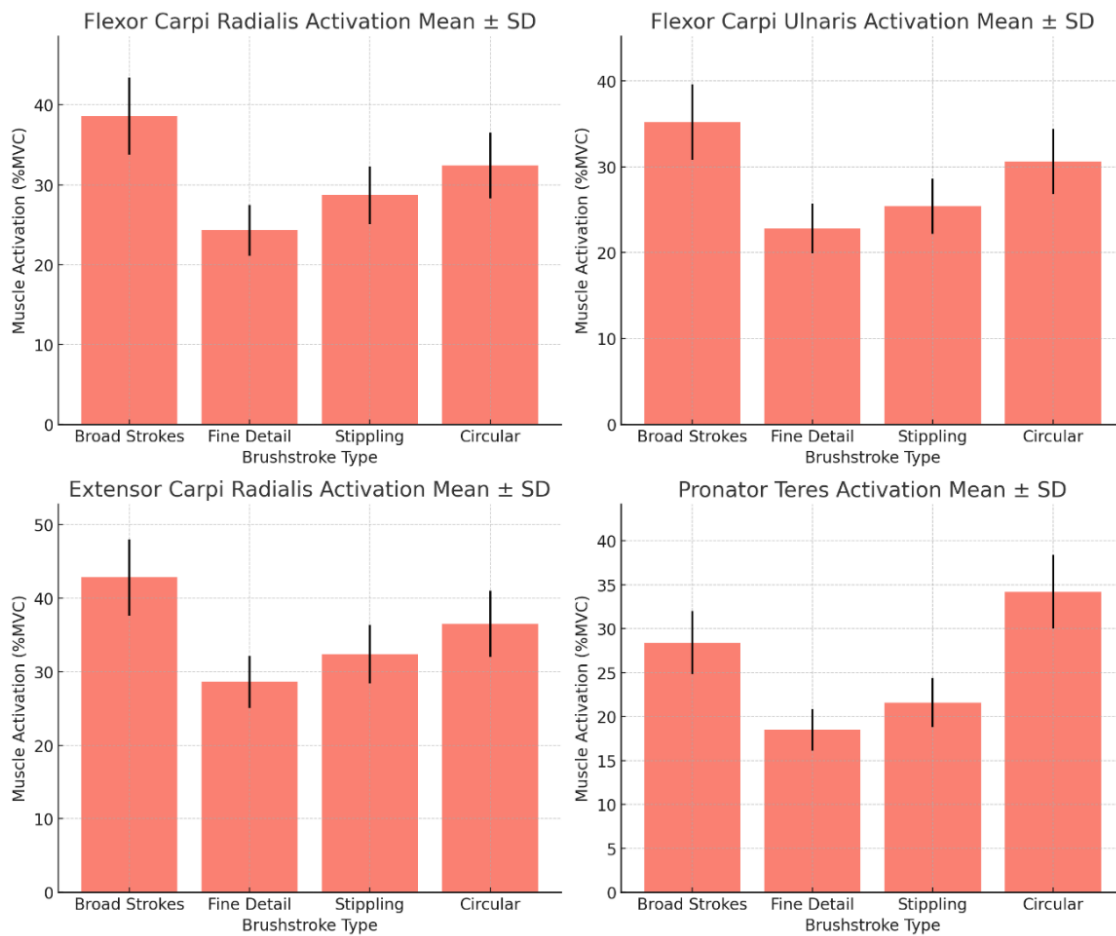 Flexor Carpi Radialis Activation Mean ± SD
Muscle Activation (%MVC)
40
30
20
10
0
Broad Strokes Fine Detail Stippling Circular
Brushstroke Type
Flexor Carpi Ulnaris Activation Mean ± SD
Muscle Activation (%MVC)
40
30
20
10
0
Broad Strokes Fine Detail Stippling Circular
Brushstroke Type
Extensor Carpi Radialis Activation Mean ± SD
Muscle Activation (%MVC)
50
40
30
20
10
0
Broad Strokes Fine Detail Stippling Circular
Brushstroke Type
Pronator Teres Activation Mean ± SD
Muscle Activation (%MVC)
40
35
30
25
20
15
10
5
0
Broad Strokes Fine Detail Stippling Circular
Brushstroke Type